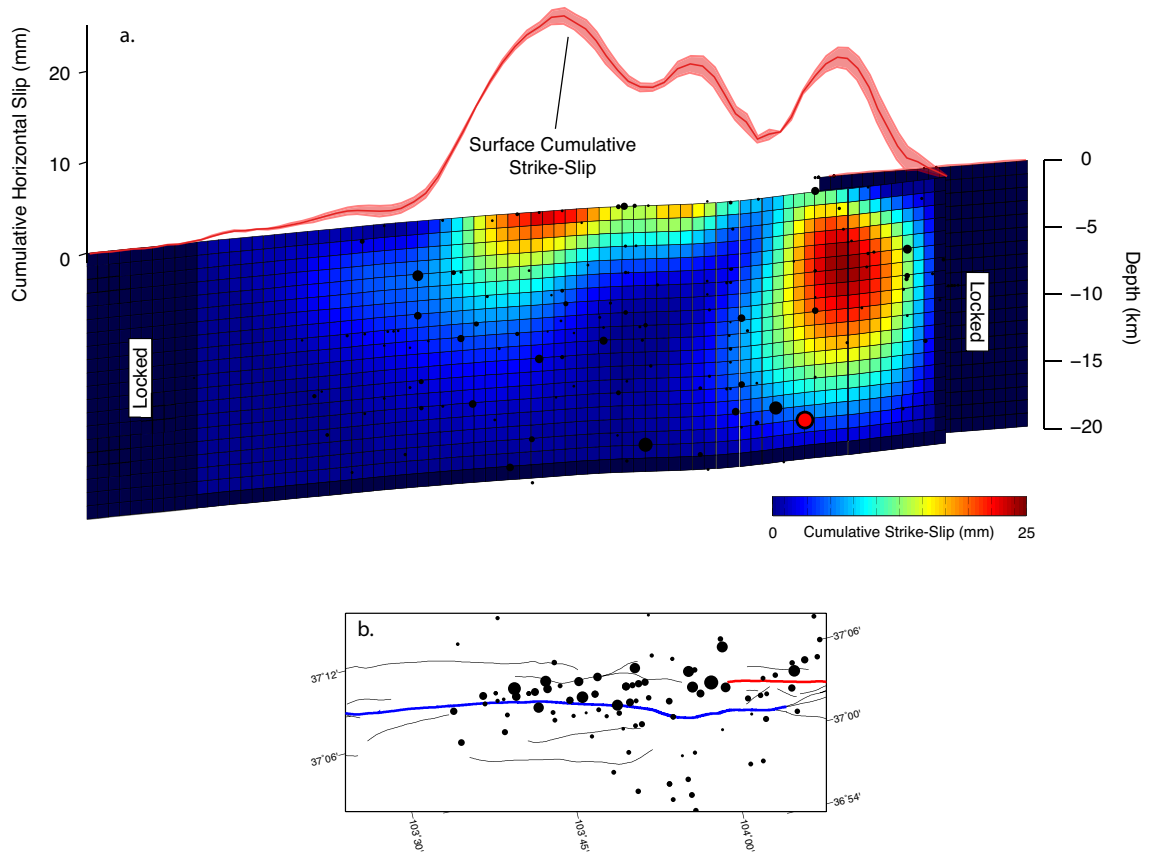 a.
Cumulative Horizontal Slip (mm)
20
10
0
Surface Cumulative
Strike-Slip
Locked
Locked
0
−5
−10
−15
−20
Depth (km)
0
Cumulative Strike-Slip (mm)
25
b.
37˚12'
37˚06'
37˚06'
37˚00'
36˚54'
103˚30'
103˚45'
104˚00'